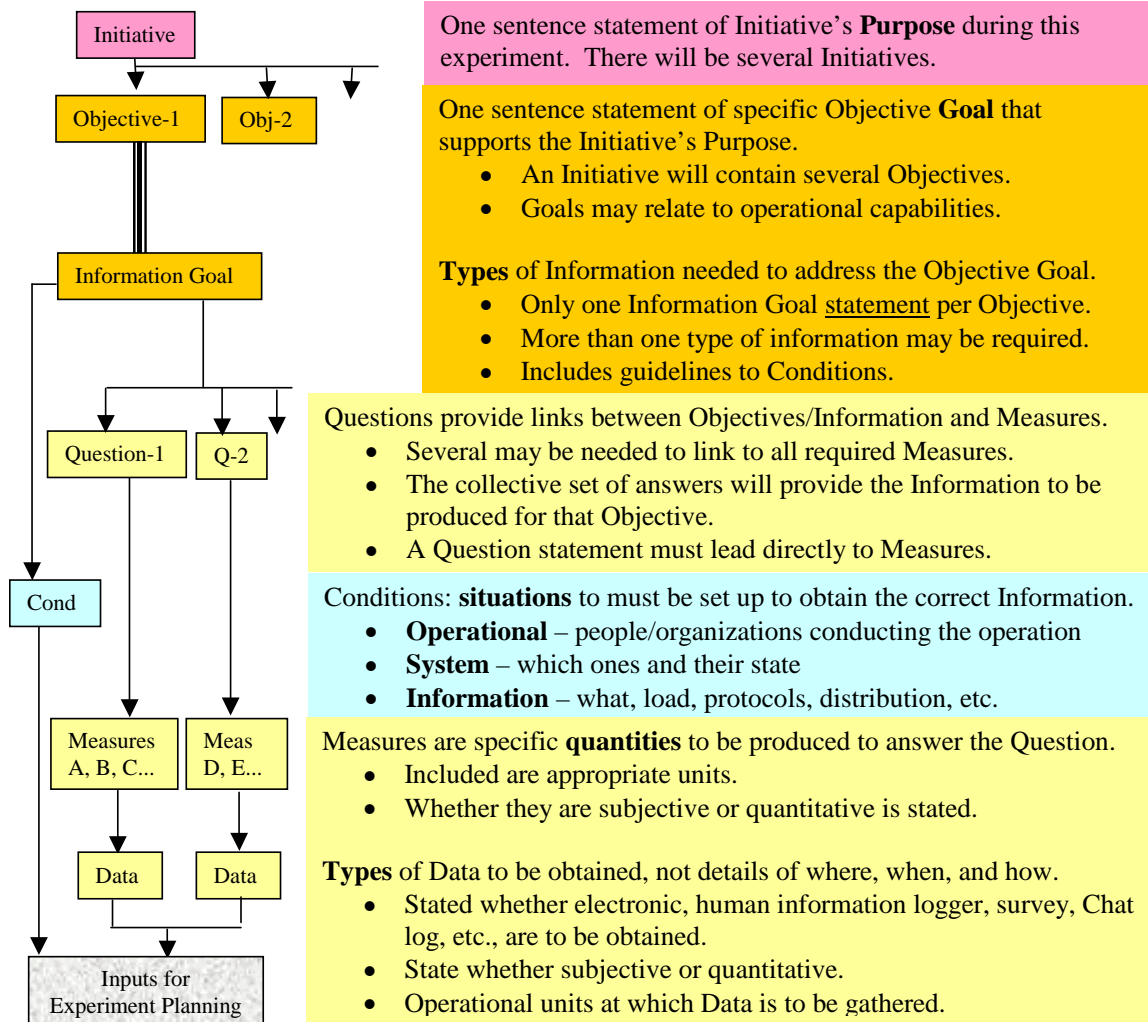 Initiative
Objective-1
Obj-2
Information Goal
Question-1
Q-2
Cond
Measures
A, B, C...
Meas
D, E...
Data
Data
Inputs for
Experiment Planning
One sentence statement of Initiative’s Purpose during this
experiment.  There will be several Initiatives.
One sentence statement of specific Objective Goal that
supports the Initiative’s Purpose.
• An Initiative will contain several Objectives.
• Goals may relate to operational capabilities.
Types of Information needed to address the Objective Goal.
• Only one Information Goal statement per Objective.
• More than one type of information may be required.
• Includes guidelines to Conditions.
Questions provide links between Objectives/Information and Measures.
• Several may be needed to link to all required Measures.
• The collective set of answers will provide the Information to be
produced for that Objective.
• A Question statement must lead directly to Measures.
Conditions: situations to must be set up to obtain the correct Information.
• Operational – people/organizations conducting the operation
• System – which ones and their state
• Information – what, load, protocols, distribution, etc.
Measures are specific quantities to be produced to answer the Question.
• Included are appropriate units.
• Whether they are subjective or quantitative is stated.
Types of Data to be obtained, not details of where, when, and how.
• Stated whether electronic, human information logger, survey, Chat
log, etc., are to be obtained.
• State whether subjective or quantitative.
• Operational units at which Data is to be gathered.